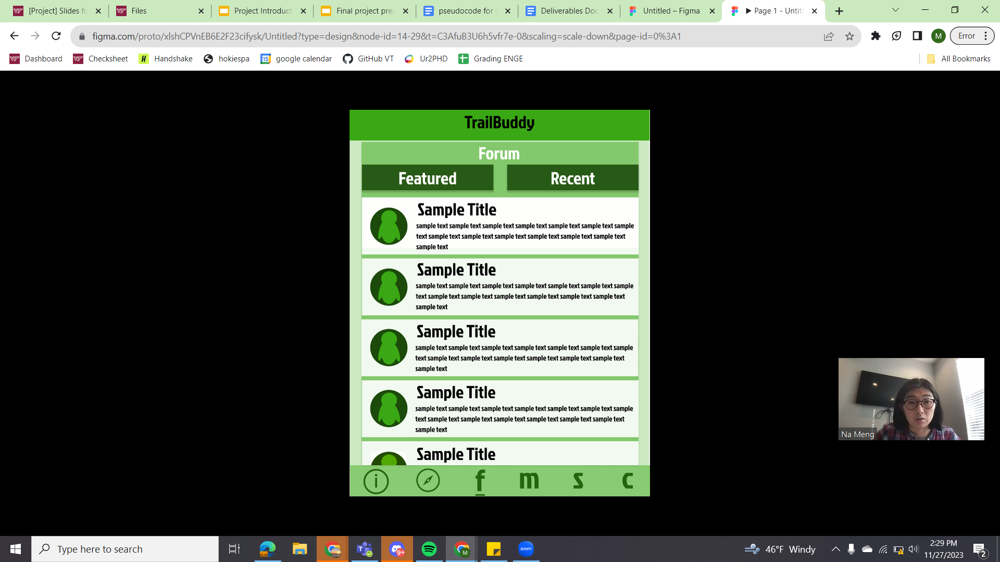 [Project] Slides fo
Files
Project Introduct
Final project pres
pseudocode for
Deliverables Doc
Untitled – Figma
Page 1 - Untitl
figma.com/proto/xlshCPVnEB6E2F23cifysk/Untitled?type=design&node-id=14-29&t=C3AfuB3U6h5vfr7e-0&scaling=scale-down&page-id=0%3A1
M
Error
Dashboard
Checksheet
Handshake
hokiespa
15
google calendar
GitHub VT
Ur2PHD
Grading ENGE
All Bookmarks
TrailBuddy
Forum
Featured
Recent
Sample Title
sample text sample text sample text sample text sample text sample text sample
text sample text sample text sample text sample text sample text sample text
sample text
Sample Title
sample text sample text sample text sample text sample text sample text sample
text sample text sample text sample text sample text sample text sample text
sample text
Sample Title
sample text sample text sample text sample text sample text sample text sample
text sample text sample text sample text sample text sample text sample text
sample text
Sample Title
sample text sample text sample text sample text sample text sample text sample
text sample text sample text sample text sample text sample text sample text
sample text
Sample Title
i
f
m
s
c
Na Meng
Type here to search
9+
zoom
46°F Windy
2:29 PM
11/27/2023
2